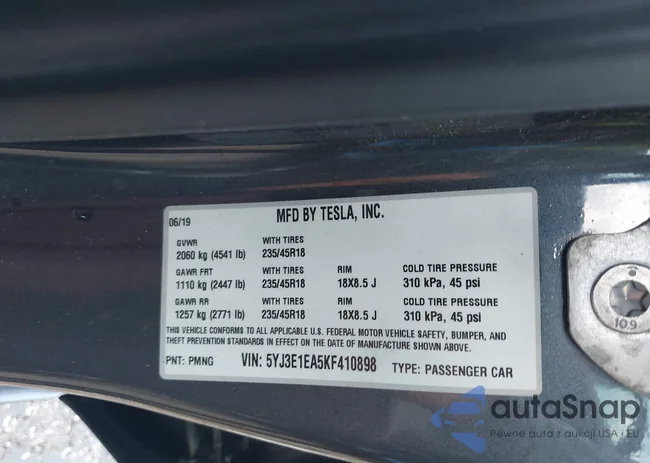 06/19 MFD BY TESLA, INC.
GVWR WITH TIRES
2060 kg (4541 lb) 235/45R18
GAWR FRT WITH TIRES RIM COLD TIRE PRESSURE
1110 kg (2447 lb) 235/45R18 18X8.5 J 310 kPa, 45 psi
GAWR RR WITH TIRES RIM COLD TIRE PRESSURE
1257 kg (2771 lb) 235/45R18 18X8.5 J 310 kPa, 45 psi
THIS VEHICLE CONFORMS TO ALL APPLICABLE U.S. FEDERAL MOTOR VEHICLE SAFETY, BUMPER, AND
THEFT PREVENTION STANDARDS IN EFFECT ON THE DATE OF MANUFACTURE SHOWN ABOVE.
PNT: PMNG VIN: 5YJ3E1EA5KF410898 TYPE: PASSENGER CAR
10.9
autaSnap
Pewne auta z aukcji USA i EU